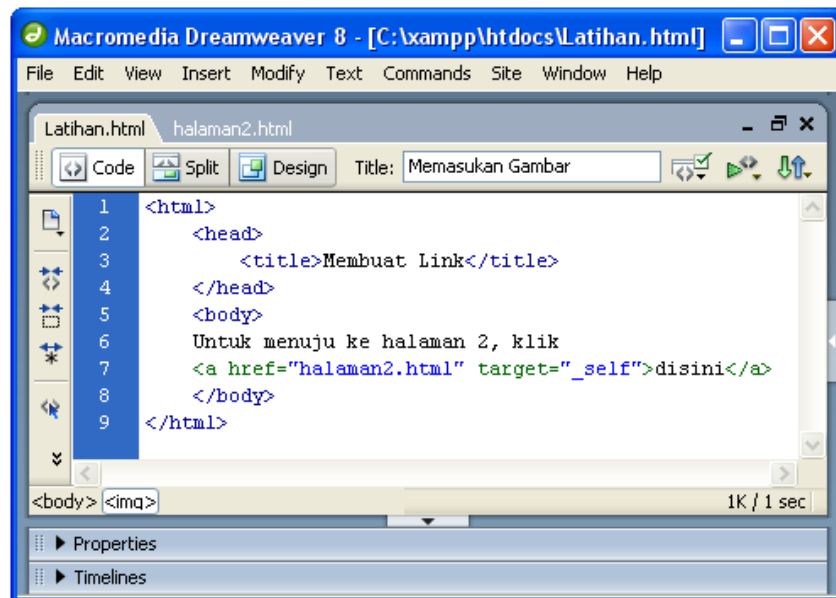 Macromedia Dreamweaver 8 - [C:\xampp\htdocs\Latihan.html]
File Edit View Insert Modify Text Commands Site Window Help
Latihan.html halaman2.html
Code Split Design Title: Memasukan Gambar
1 <html>
2 <head>
3 <title>Membuat Link</title>
4 </head>
5 <body>
6 Untuk menuju ke halaman 2, klik
7 <a href="halaman2.html" target="_self">disini</a>
8 </body>
9 </html>
<body> <img> 1K / 1 sec
Properties
Timelines